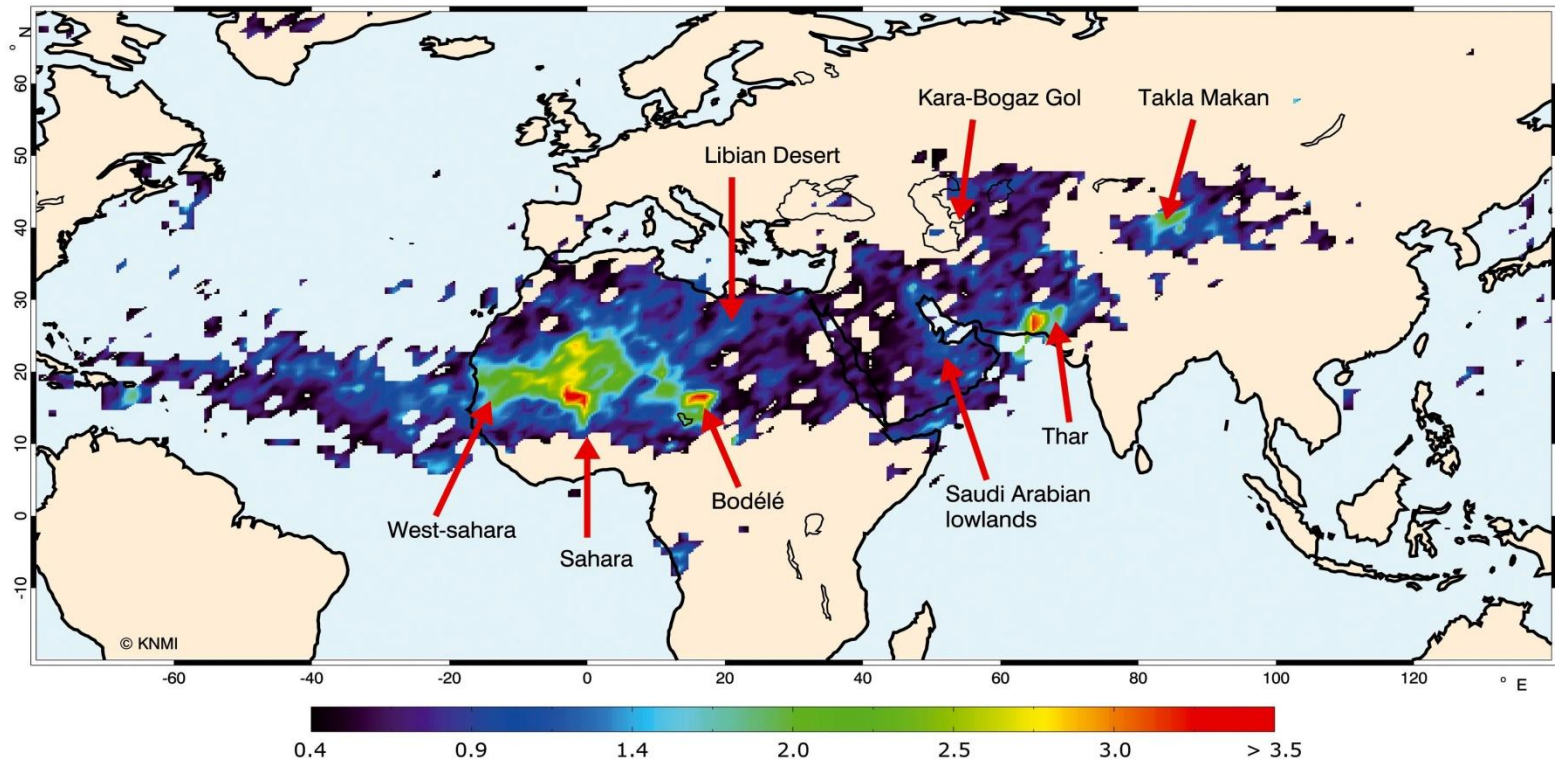 ° N
60
50
40
30
20
10
0
-10
Kara-Bogaz Gol
Takla Makan
Libian Desert
Thar
Saudi Arabian
lowlands
Bodélé
West-sahara
Sahara
© KNMI
-60 -40 -20 0 20 40 60 80 100 120 ° E
0.4 0.9 1.4 2.0 2.5 3.0 > 3.5